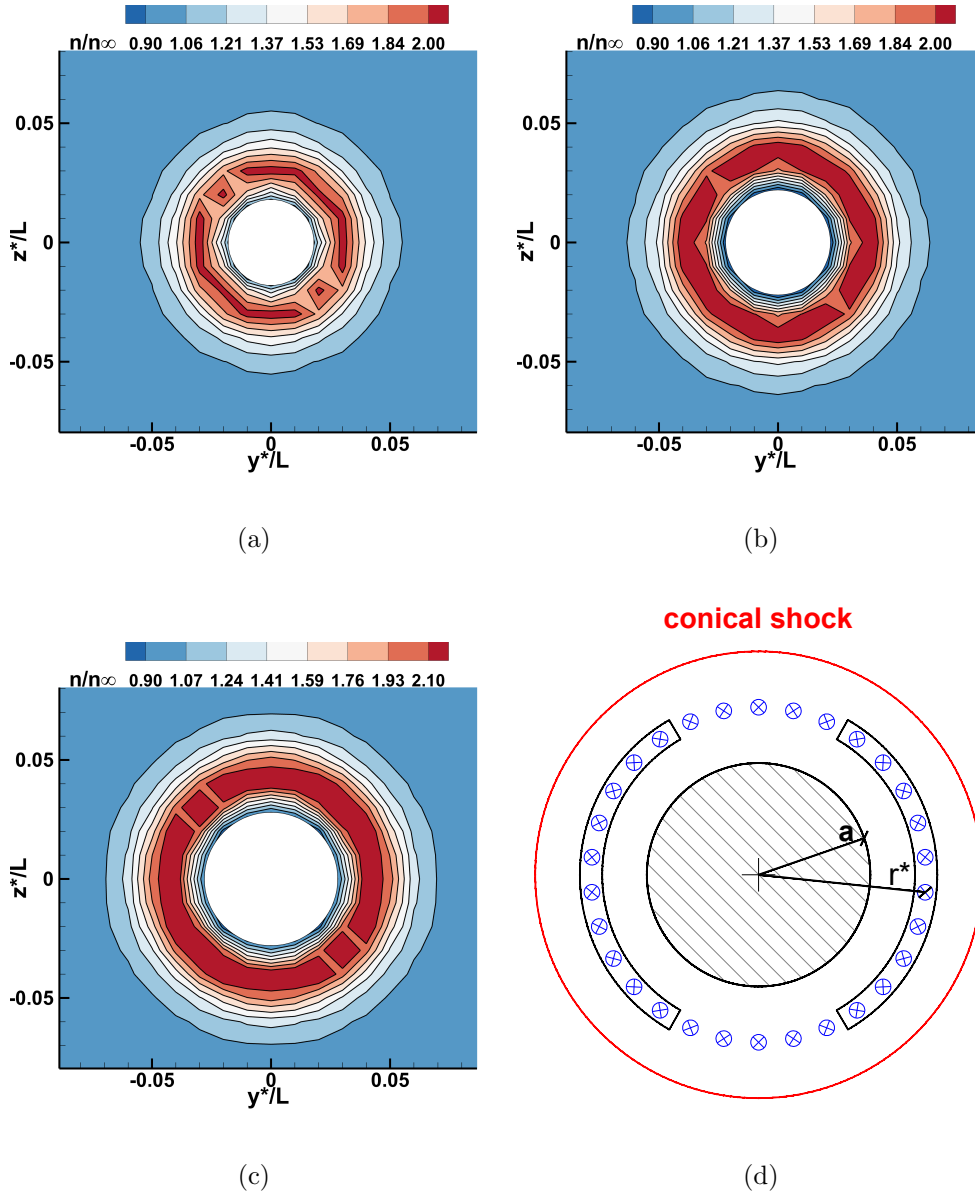 n/n∞ 0.90 1.06 1.21 1.37 1.53 1.69 1.84 2.00
z*/L
0.05
0
-0.05
-0.05 0 0.05
y*/L
(a)
n/n∞ 0.90 1.06 1.21 1.37 1.53 1.69 1.84 2.00
z*/L
0.05
0
-0.05
-0.05 0 0.05
y*/L
(b)
n/n∞ 0.90 1.07 1.24 1.41 1.59 1.76 1.93 2.10
z*/L
0.05
0
-0.05
-0.05 0 0.05
y*/L
(c)
conical shock
a
r*
(d)